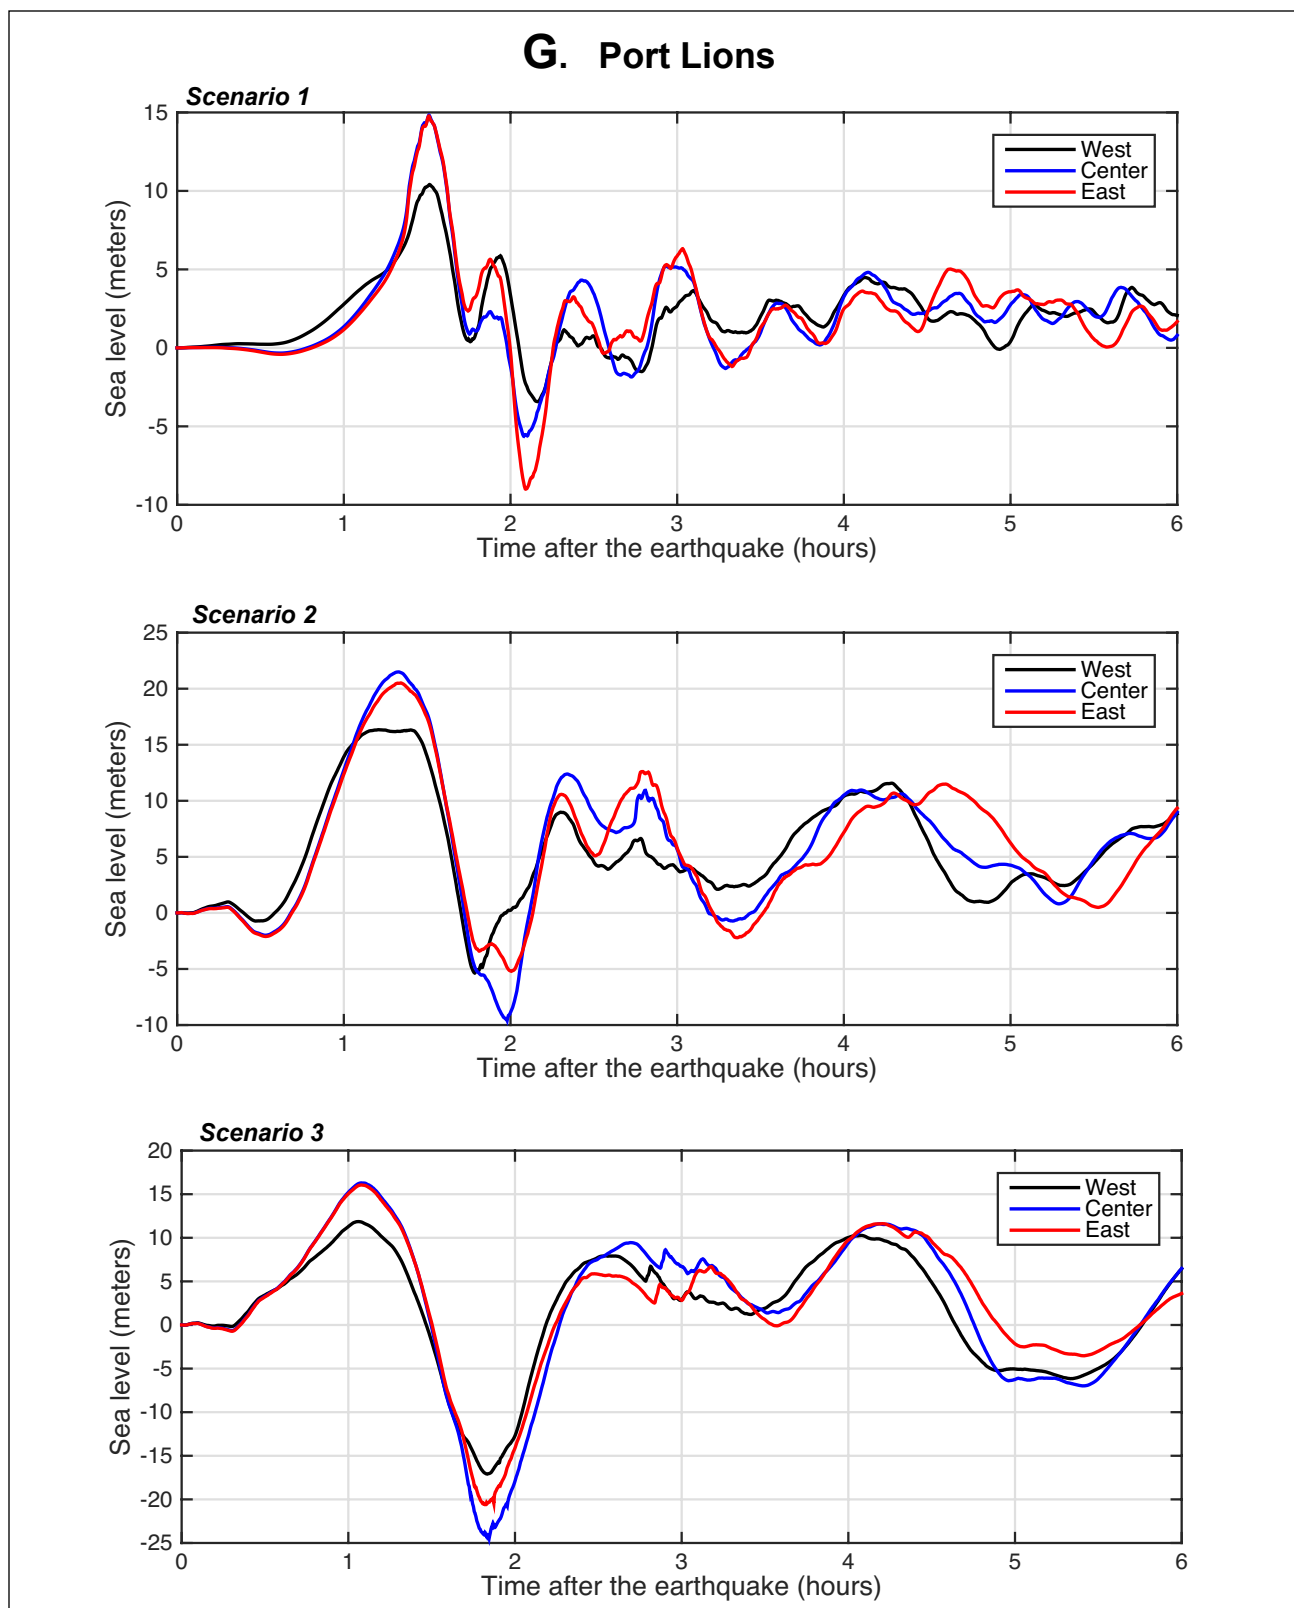 G. Port Lions
Scenario 1
15
10
5
0
-5
-10
Sea level (meters)
West
Center
East
0 1 2 3 4 5 6
Time after the earthquake (hours)
Scenario 2
25
20
15
10
5
0
-5
-10
Sea level (meters)
West
Center
East
0 1 2 3 4 5 6
Time after the earthquake (hours)
Scenario 3
20
15
10
5
0
-5
-10
-15
-20
-25
Sea level (meters)
West
Center
East
0 1 2 3 4 5 6
Time after the earthquake (hours)